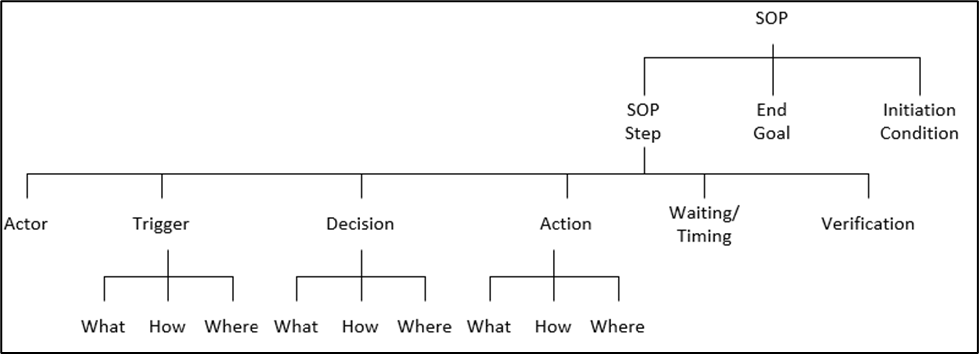 SOP
SOP
Step
End
Goal
Initiation
Condition
Actor
Trigger
Decision
Action
Waiting/
Timing
Verification
What How Where What How Where What How Where